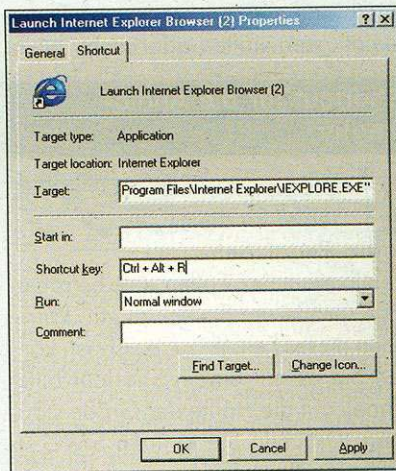 Launch Internet Explorer Browser (2) Properties
General Shortcut
Launch Internet Explorer Browser (2)
Target type: Application
Target location: Internet Explorer
Target: Program Files\Internet Explorer\IEXPLORE.EXE"
Start in:
Shortcut key: Ctrl + Alt + R
Run: Normal window
Comment:
Find Target... Change Icon...
OK Cancel Apply